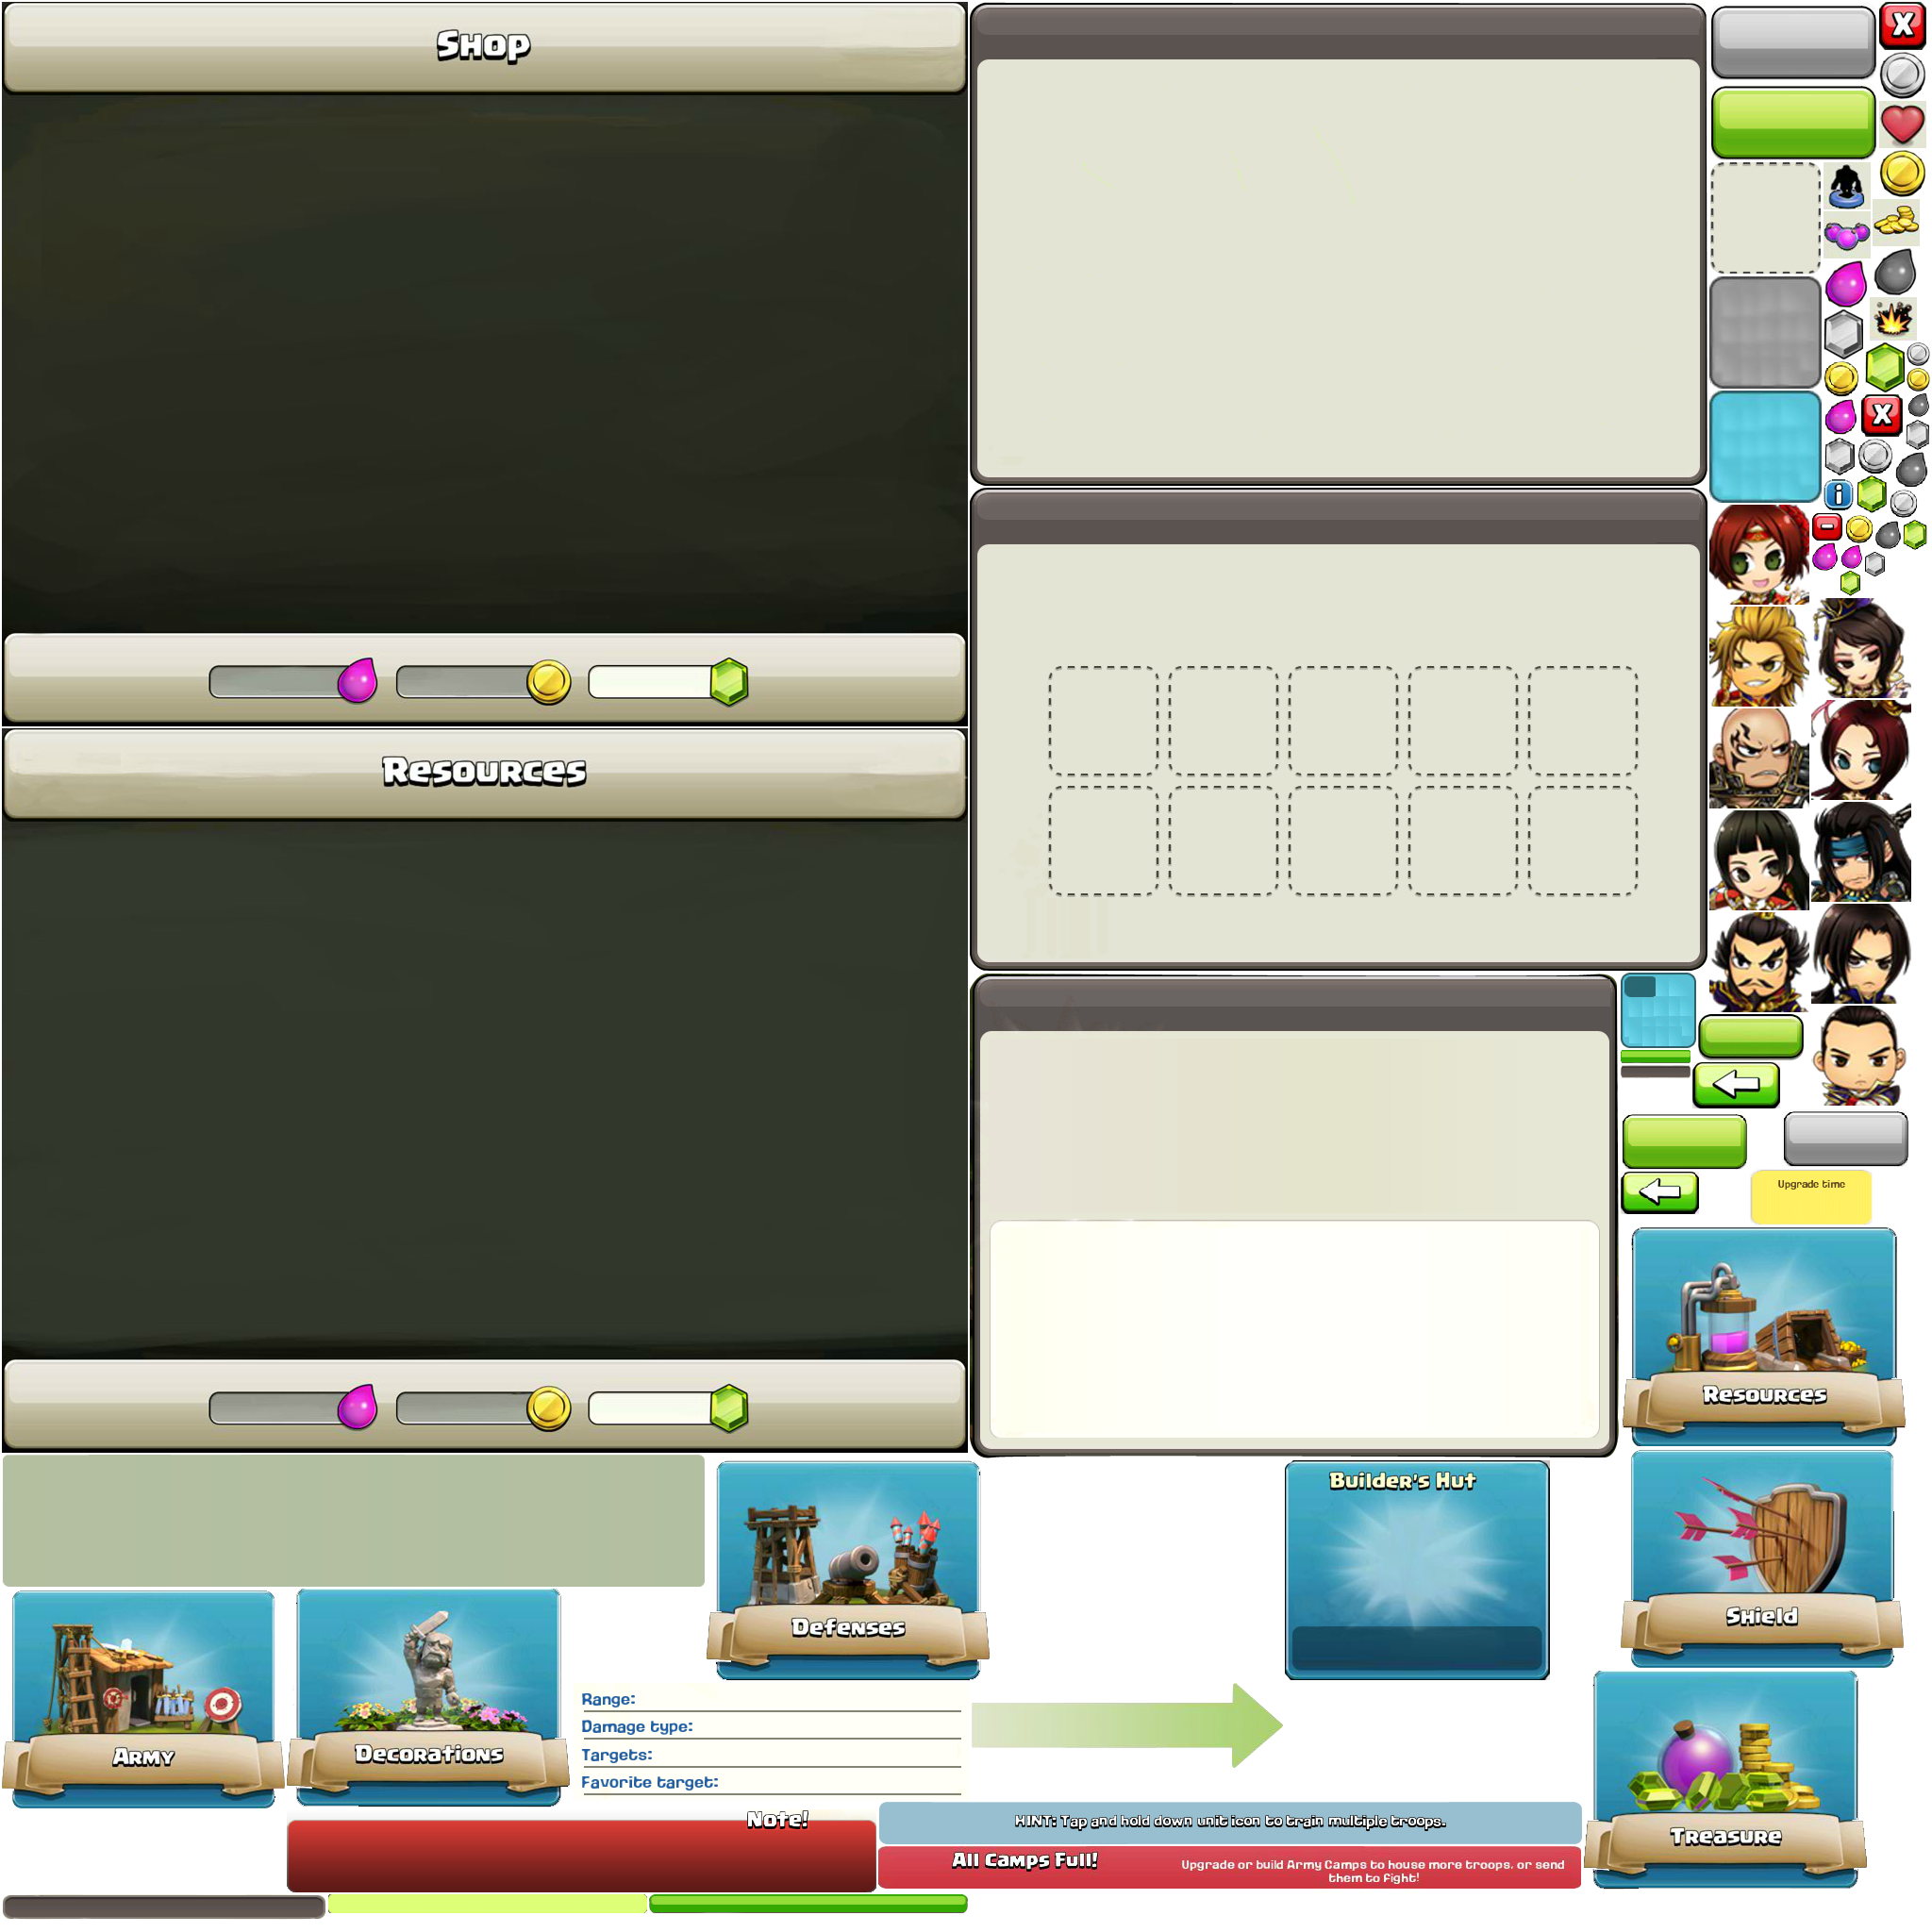 Shop
Resources
Upgrade time
Resources
Builder's Hut
Defenses
Shield
Army
Decorations
Range:
Damage type:
Targets:
Favorite target:
Note!
HINT: Tap and hold down unit icon to train multiple troops.
All Camps Full!
Upgrade or build Army Camps to house more troops, or send
them to fight!
Treasure